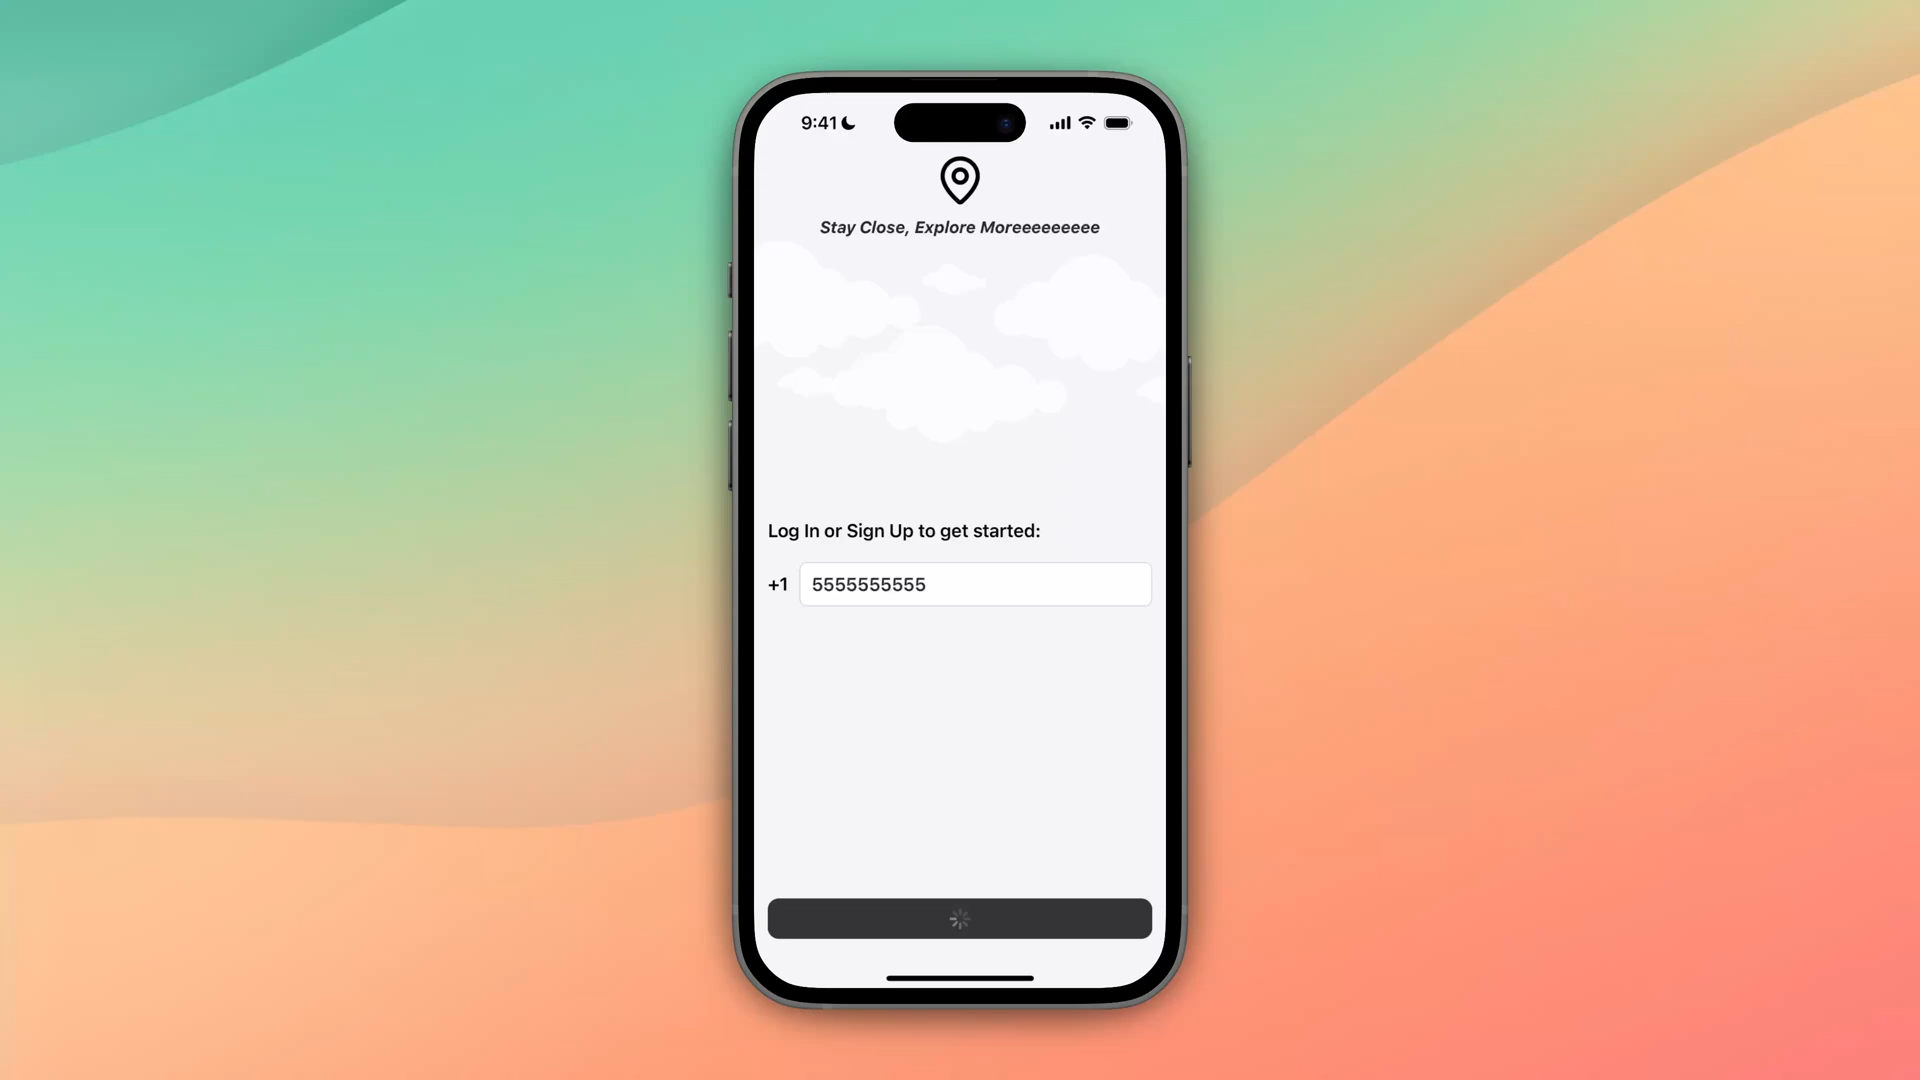 9:41
Stay Close, Explore Moreeeeeeeee
Log In or Sign Up to get started:
+1 5555555555